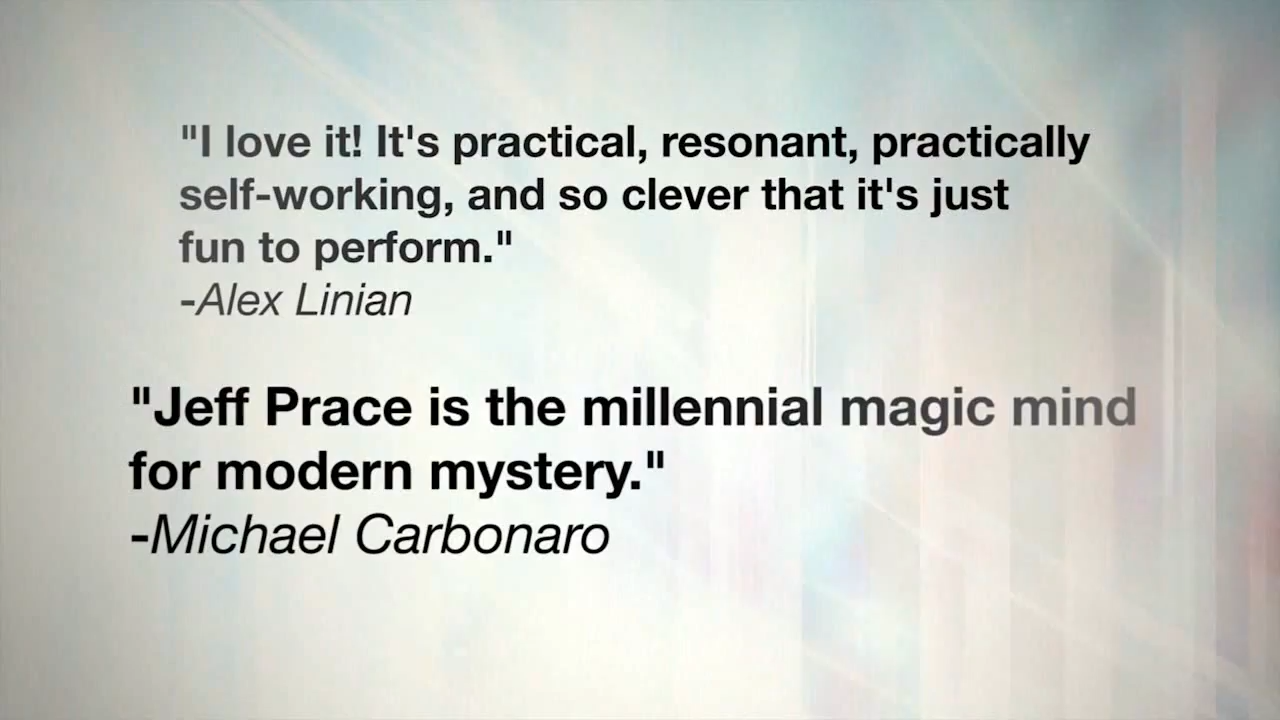 "I love it! It's practical, resonant, practically
self-working, and so clever that it's just
fun to perform."
-Alex Linian
"Jeff Prace is the millennial magic mind
for modern mystery."
-Michael Carbonaro